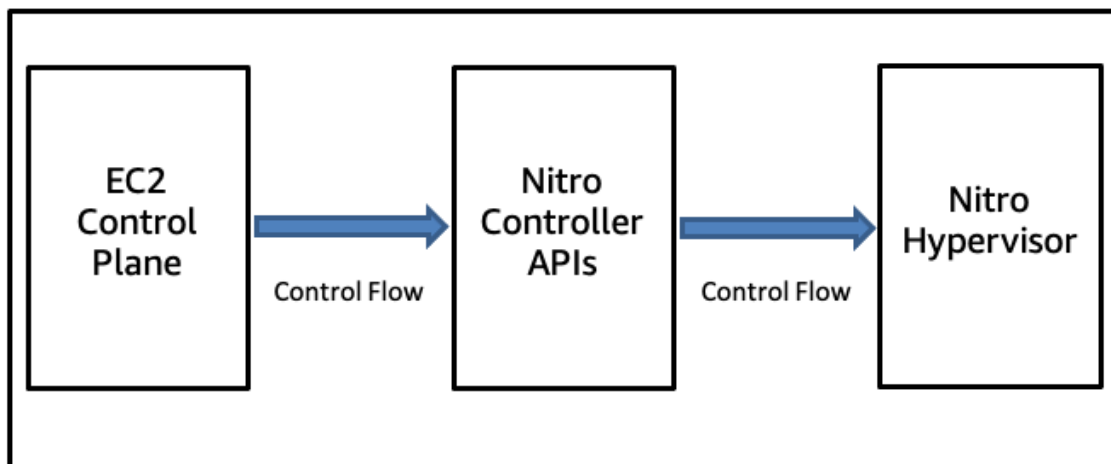 EC2
Control
Plane
Control Flow
Nitro
Controller
APIs
Control Flow
Nitro
Hypervisor